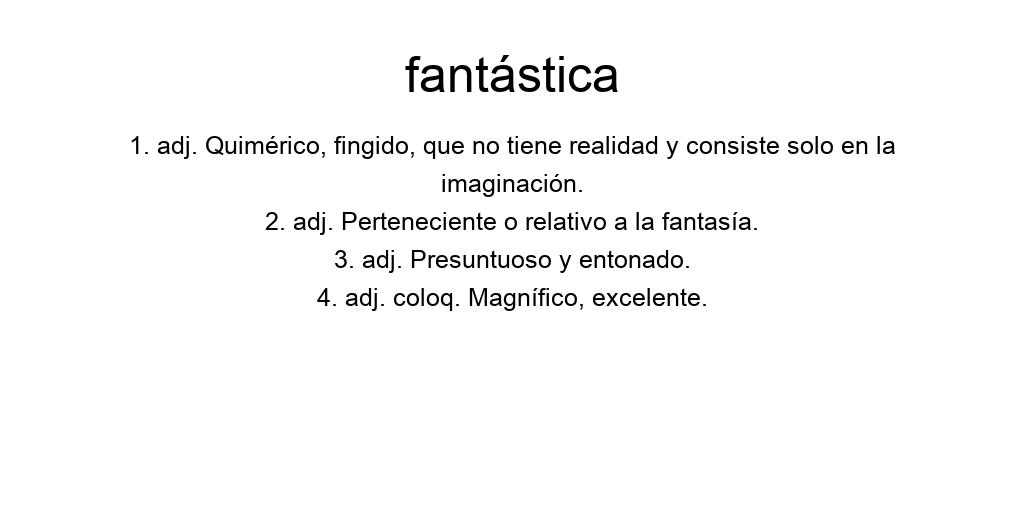 fantástica
1. adj. Quimérico, fingido, que no tiene realidad y consiste solo en la
imaginación.
2. adj. Perteneciente o relativo a la fantasía.
3. adj. Presuntuoso y entonado.
4. adj. coloq. Magnífico, excelente.